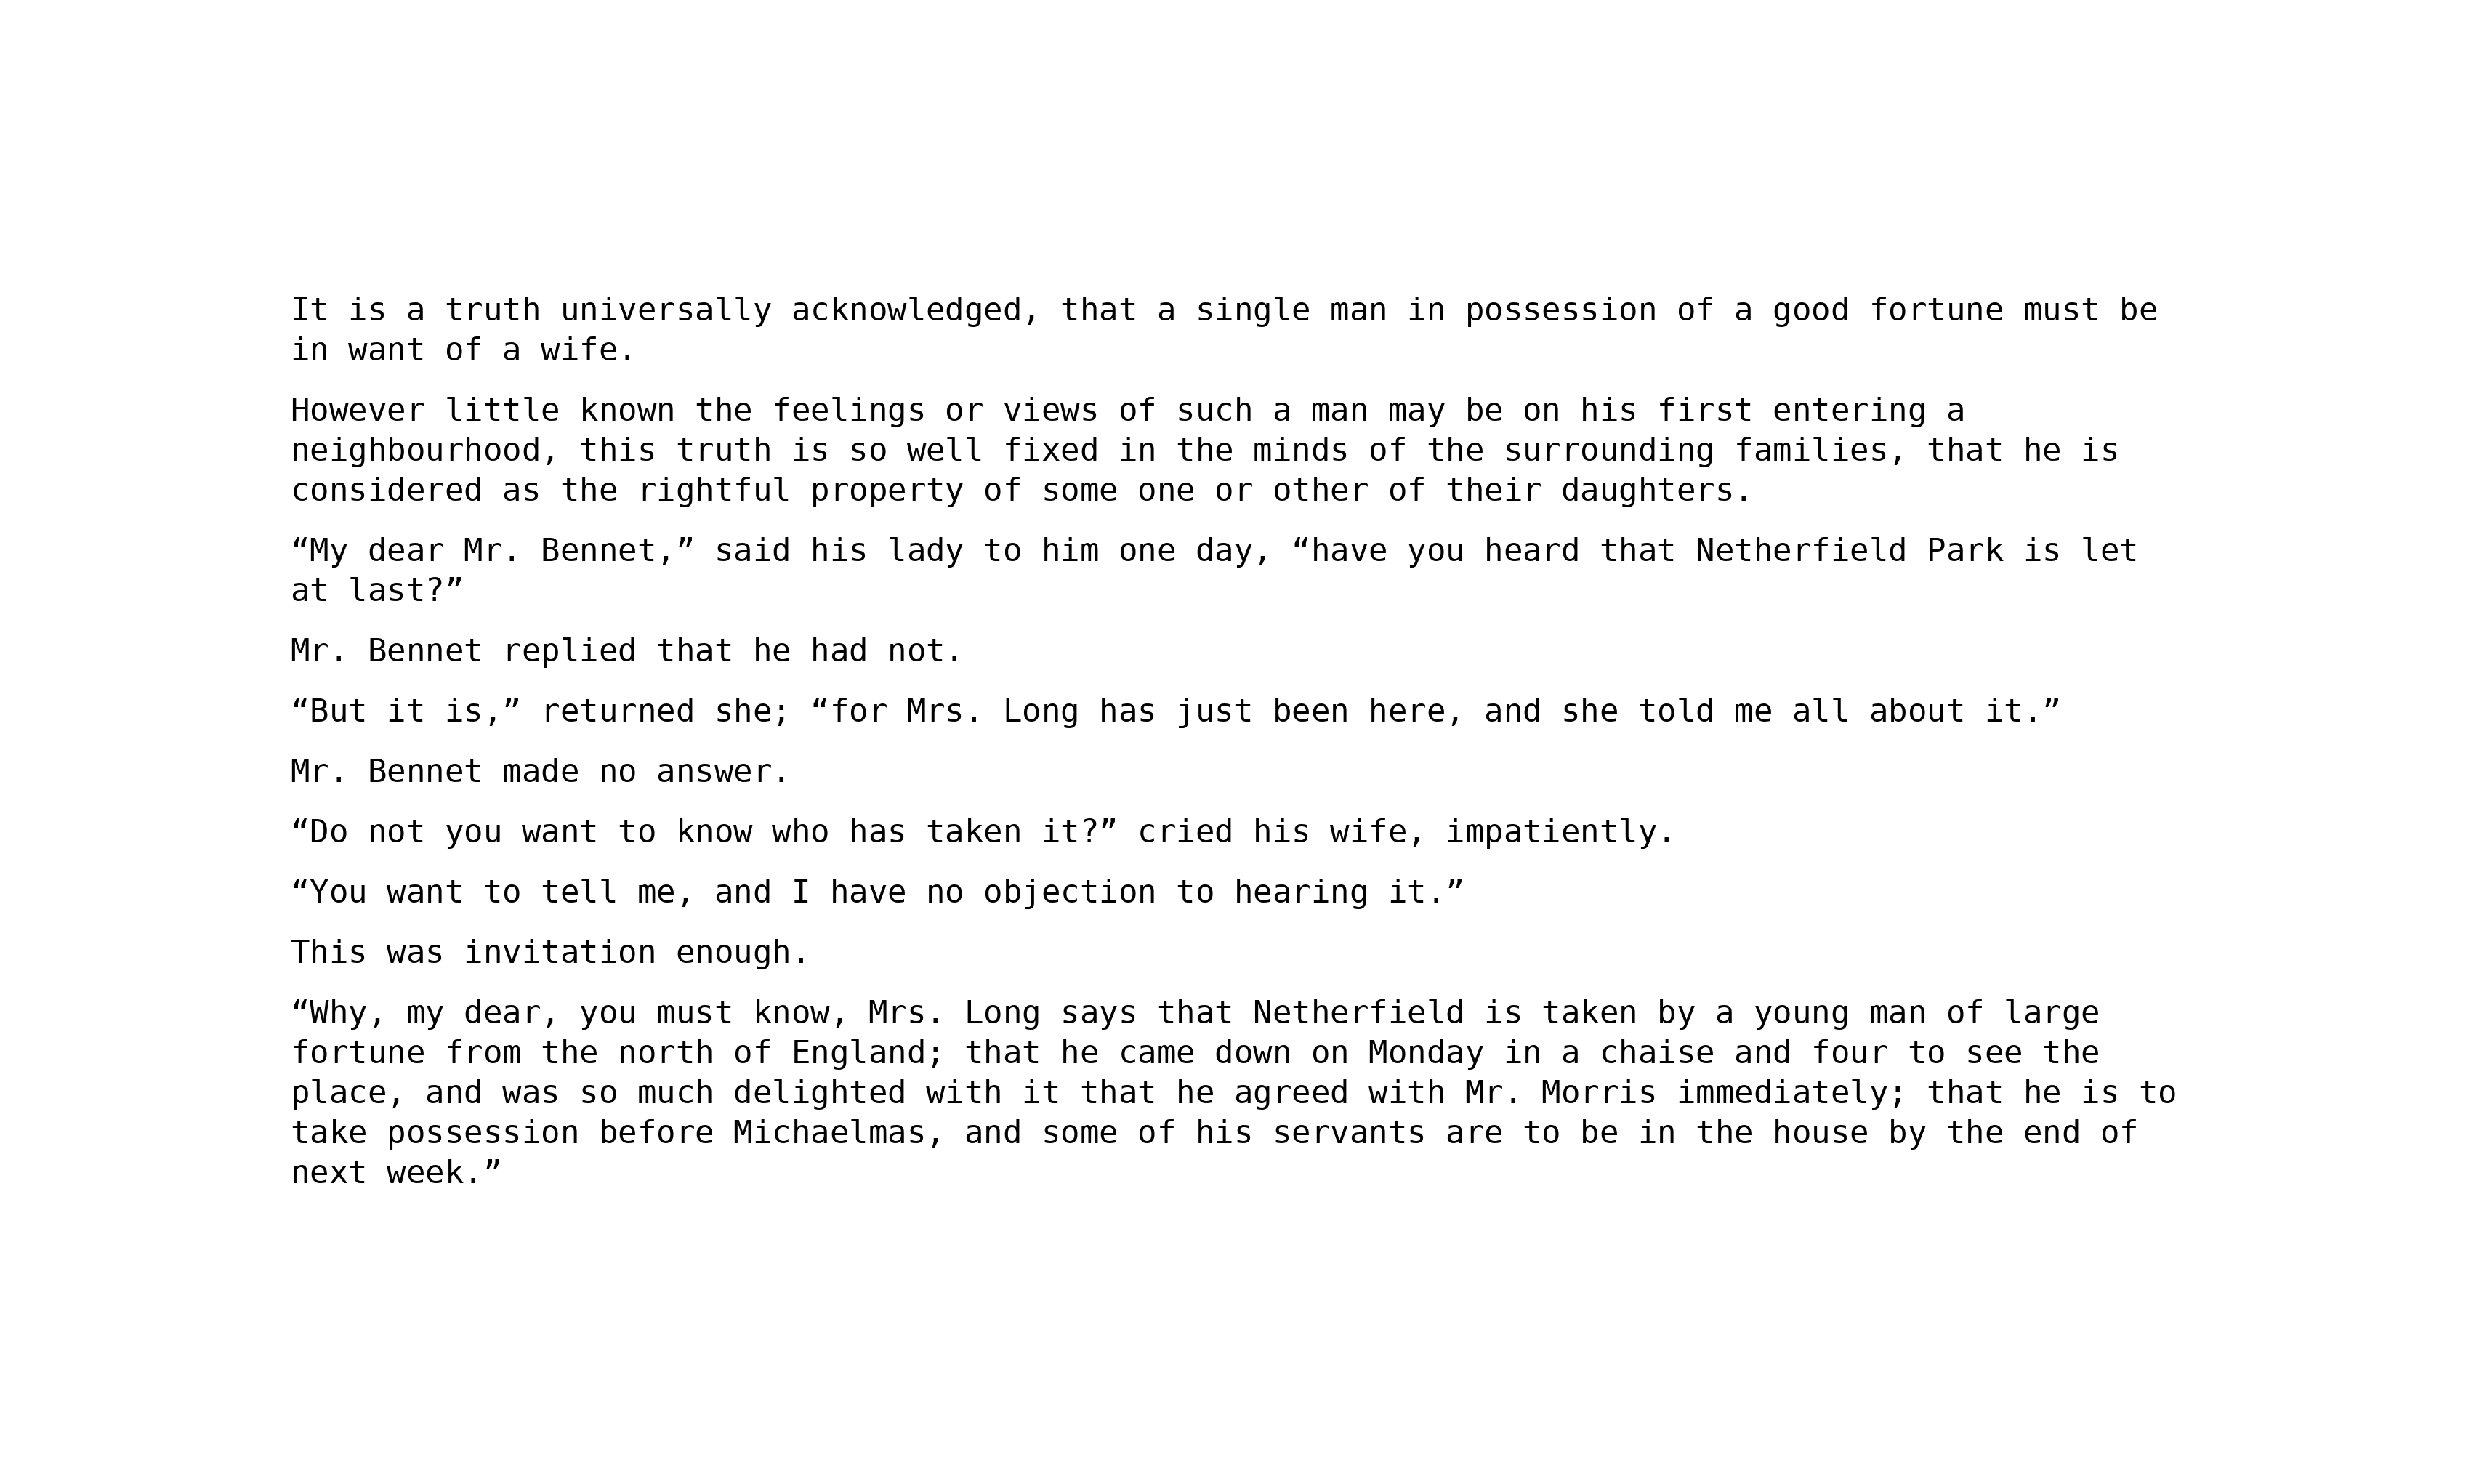 It is a truth universally acknowledged, that a single man in possession of a good fortune must be
in want of a wife.
However little known the feelings or views of such a man may be on his first entering a
neighbourhood, this truth is so well fixed in the minds of the surrounding families, that he is
considered as the rightful property of some one or other of their daughters.
“My dear Mr. Bennet,” said his lady to him one day, “have you heard that Netherfield Park is let
at last?”
Mr. Bennet replied that he had not.
“But it is,” returned she; “for Mrs. Long has just been here, and she told me all about it.”
Mr. Bennet made no answer.
“Do not you want to know who has taken it?” cried his wife, impatiently.
“You want to tell me, and I have no objection to hearing it.”
This was invitation enough.
“Why, my dear, you must know, Mrs. Long says that Netherfield is taken by a young man of large
fortune from the north of England; that he came down on Monday in a chaise and four to see the
place, and was so much delighted with it that he agreed with Mr. Morris immediately; that he is to
take possession before Michaelmas, and some of his servants are to be in the house by the end of
next week.”